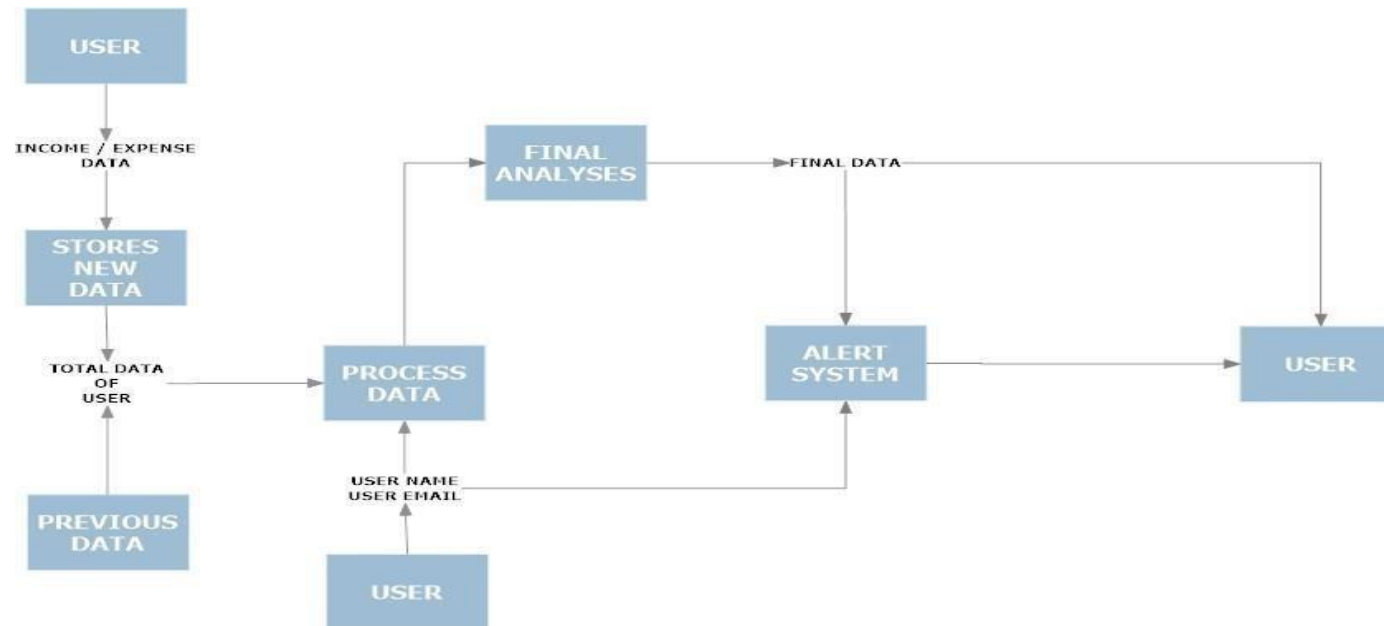 USER
INCOME / EXPENSE
DATA
STORES
NEW
DATA
TOTAL DATA
OF
USER
PREVIOUS
DATA
PROCESS
DATA
USER NAME
USER EMAIL
USER
FINAL
ANALYSES
FINAL DATA
ALERT
SYSTEM
USER